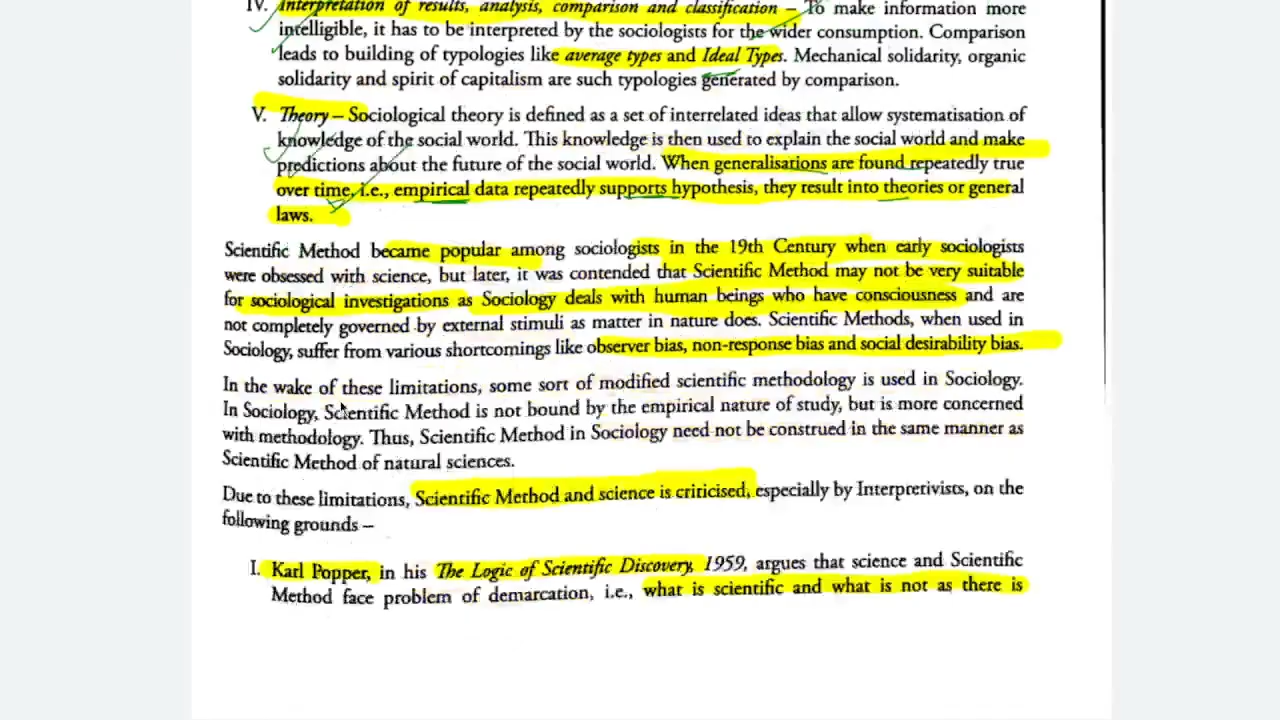 IV. Interpretation of results, analysis, comparison and classification – To make information more
intelligible, it has to be interpreted by the sociologists for the wider consumption. Comparison
leads to building of typologies like average types and Ideal Types. Mechanical solidarity, organic
solidarity and spirit of capitalism are such typologies generated by comparison.
V. Theory – Sociological theory is defined as a set of interrelated ideas that allow systematisation of
knowledge of the social world. This knowledge is then used to explain the social world and make
predictions about the future of the social world. When generalisations are found repeatedly true
over time, i.e., empirical data repeatedly supports hypothesis, they result into theories or general
laws.
Scientific Method became popular among sociologists in the 19th Century when early sociologists
were obsessed with science, but later, it was contended that Scientific Method may not be very suitable
for sociological investigations as Sociology deals with human beings who have consciousness and are
not completely governed by external stimuli as matter in nature does. Scientific Methods, when used in
Sociology, suffer from various shortcomings like observer bias, non-response bias and social desirability bias.
In the wake of these limitations, some sort of modified scientific methodology is used in Sociology.
In Sociology, Scientific Method is not bound by the empirical nature of study, but is more concerned
with methodology. Thus, Scientific Method in Sociology need not be construed in the same manner as
Scientific Method of natural sciences.
Due to these limitations, Scientific Method and science is criticised, especially by Interpretivists, on the
following grounds –
I. Karl Popper, in his The Logic of Scientific Discovery, 1959, argues that science and Scientific
Method face problem of demarcation, i.e., what is scientific and what is not as there is